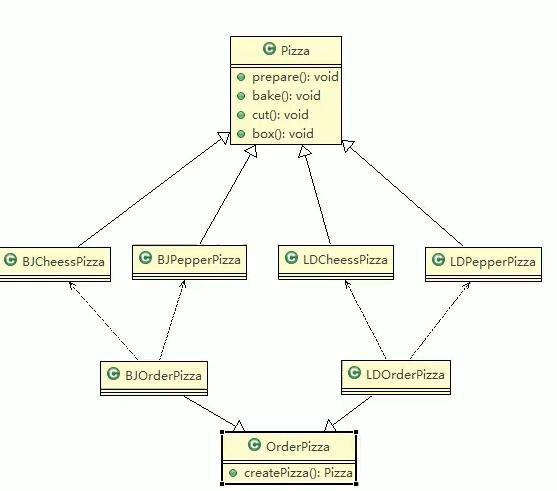 Pizza
prepare(): void
bake(): void
cut(): void
box(): void
BJCheessPizza
BJPepperPizza
LDCheessPizza
LDPepperPizza
BJOrderPizza
LDOrderPizza
OrderPizza
createPizza(): Pizza